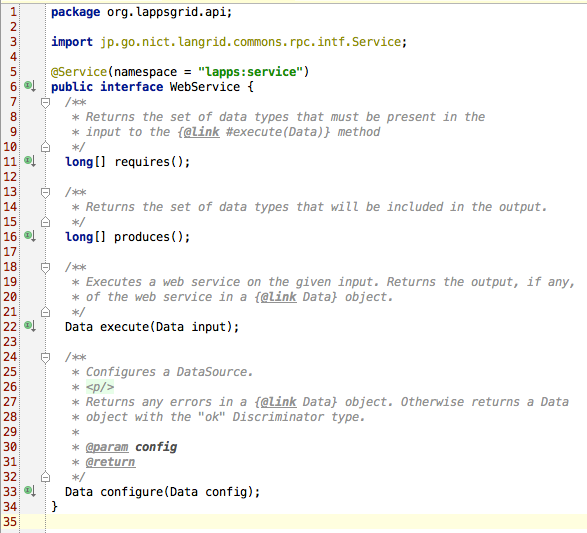 1 package org.lappsgrid.api;
2
3 import jp.go.nict.langrid.commons.rpc.intf.Service;
4
5 @Service(namespace = "lapps:service")
6 public interface WebService {
7 /**
8 * Returns the set of data types that must be present in the
9 * input to the {@link #execute(Data)} method
10 */
11 long[] requires();
12
13 /**
14 * Returns the set of data types that will be included in the output.
15 */
16 long[] produces();
17
18 /**
19 * Executes a web service on the given input. Returns the output, if any,
20 * of the web service in a {@link Data} object.
21 */
22 Data execute(Data input);
23
24 /**
25 * Configures a DataSource.
26 * <p/>
27 * Returns any errors in a {@link Data} object. Otherwise returns a Data
28 * object with the "ok" Discriminator type.
29 *
30 * @param config
31 * @return
32 */
33 Data configure(Data config);
34 }
35